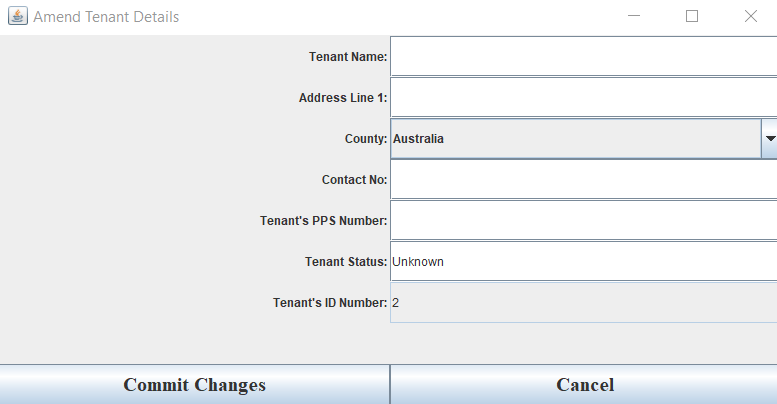 Amend Tenant Details
Tenant Name:
Address Line 1:
County: Australia
Contact No:
Tenant's PPS Number:
Tenant Status: Unknown
Tenant's ID Number: 2
Commit Changes Cancel